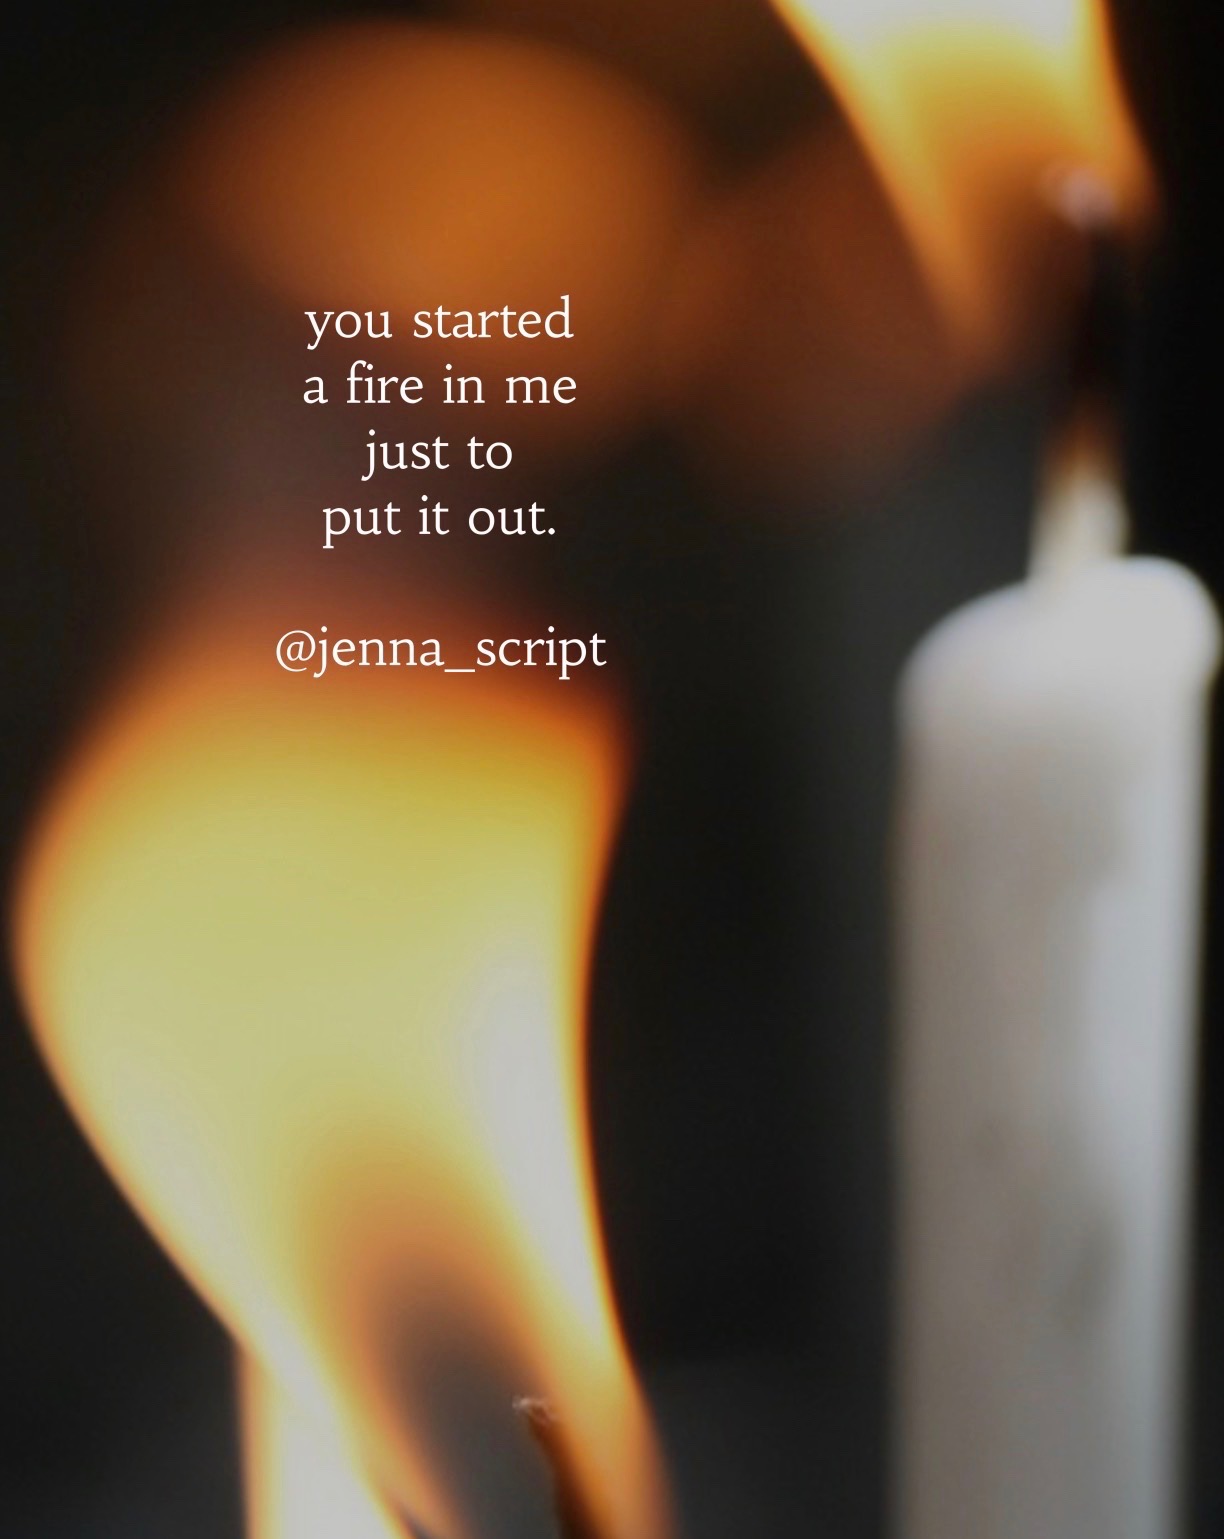 you started
a fire in me
just to
put it out.
@jenna_script